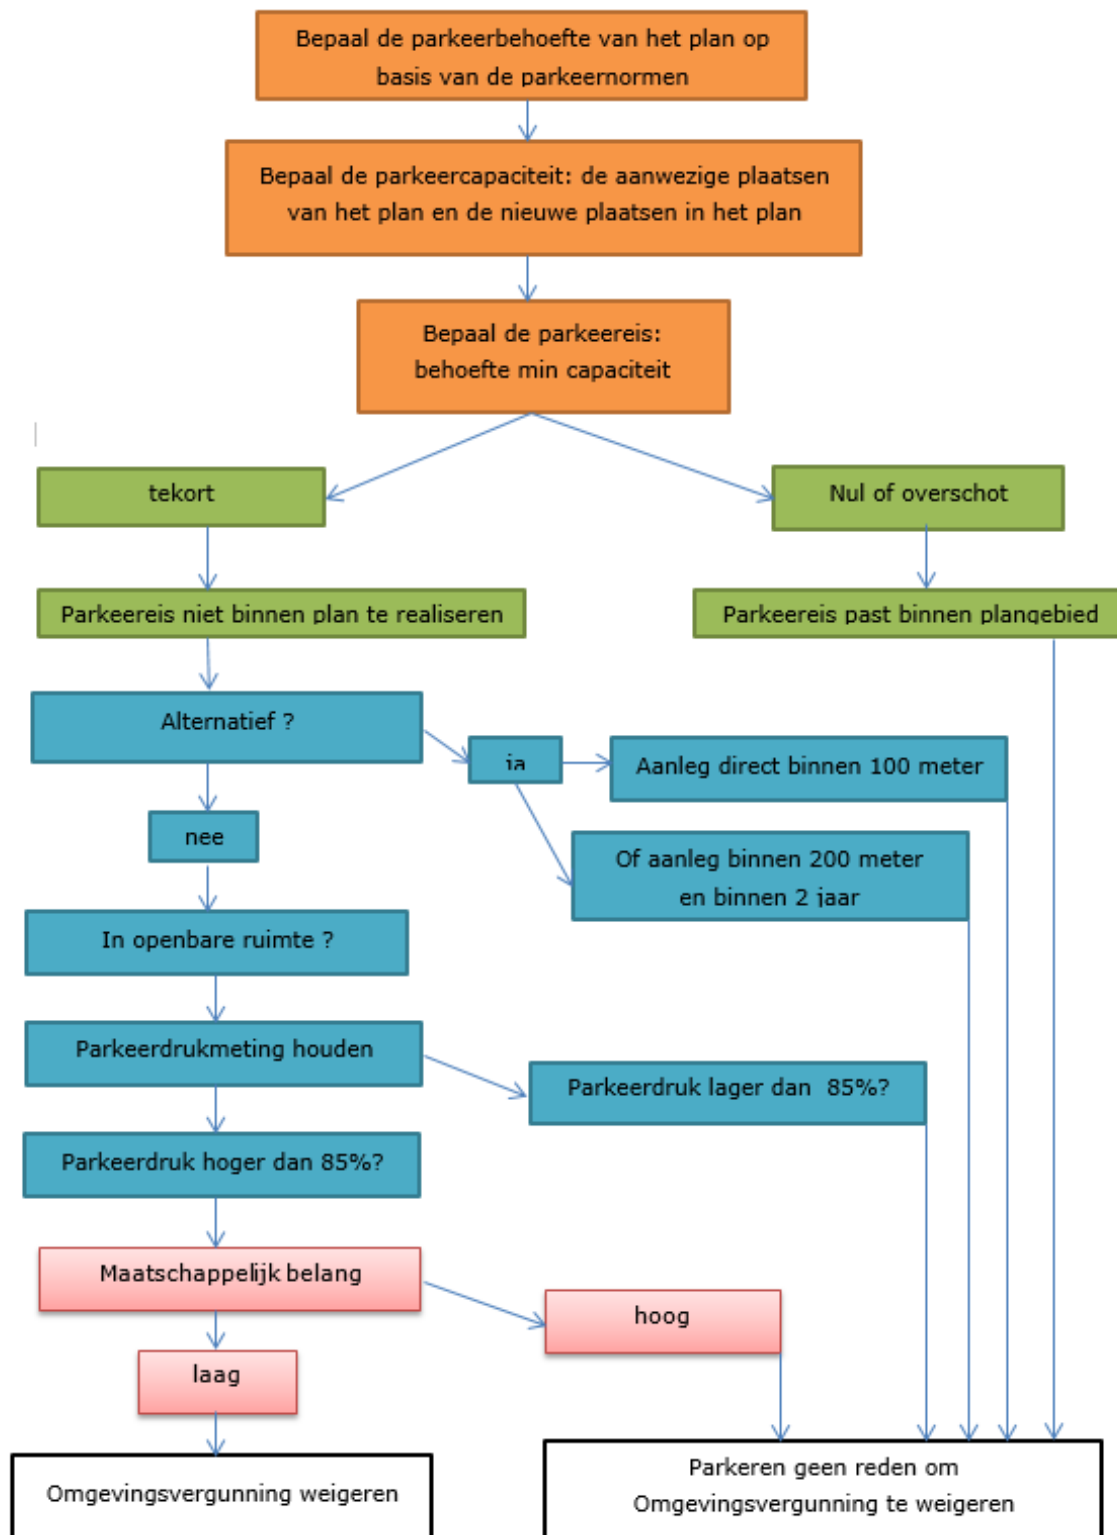 Bepaal de parkeerbehoefte van het plan op
basis van de parkeernormen
Bepaal de parkeercapaciteit: de aanwezige plaatsen
van het plan en de nieuwe plaatsen in het plan
Bepaal de parkeereis:
behoefte min capaciteit
tekort
Nul of overschot
Parkeereis niet binnen plan te realiseren
Parkeereis past binnen plangebied
Alternatief ?
ja
Aanleg direct binnen 100 meter
nee
Of aanleg binnen 200 meter
en binnen 2 jaar
In openbare ruimte ?
Parkeerdrukmeting houden
Parkeerdruk lager dan 85%?
Parkeerdruk hoger dan 85%?
Maatschappelijk belang
hoog
laag
Omgevingsvergunning weigeren
Parkeren geen reden om
Omgevingsvergunning te weigeren